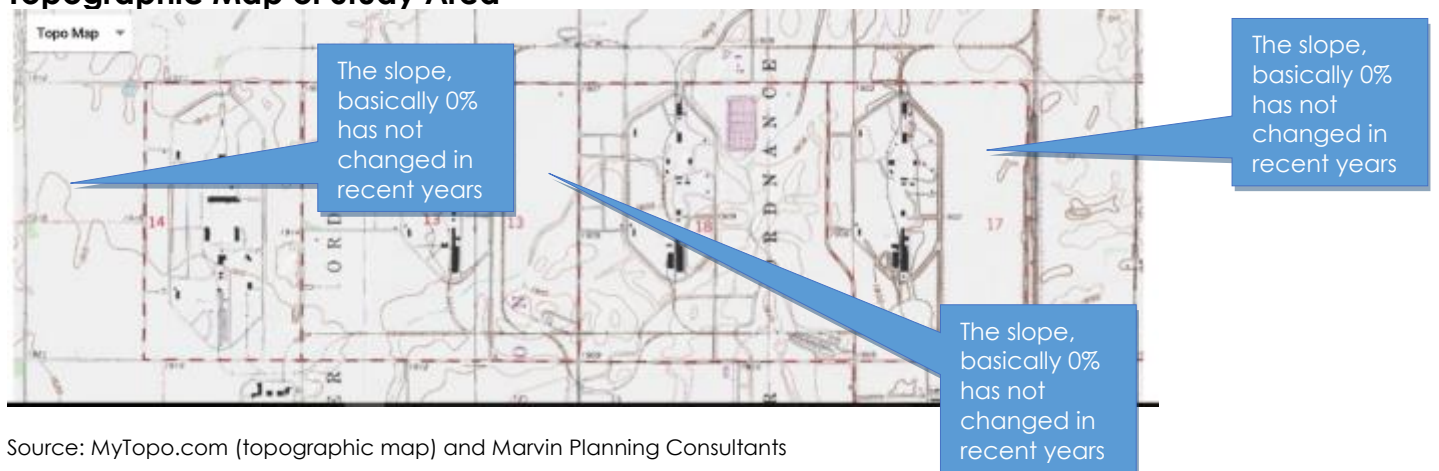 Topographic Map of Study Area
Topo Map
The slope,
basically 0%
has not
changed in
recent years
The slope,
basically 0%
has not
changed in
recent years
14
13
13
18
17
ORD
ORDNANCE
The slope,
basically 0%
has not
changed in
recent years
Source: MyTopo.com (topographic map) and Marvin Planning Consultants